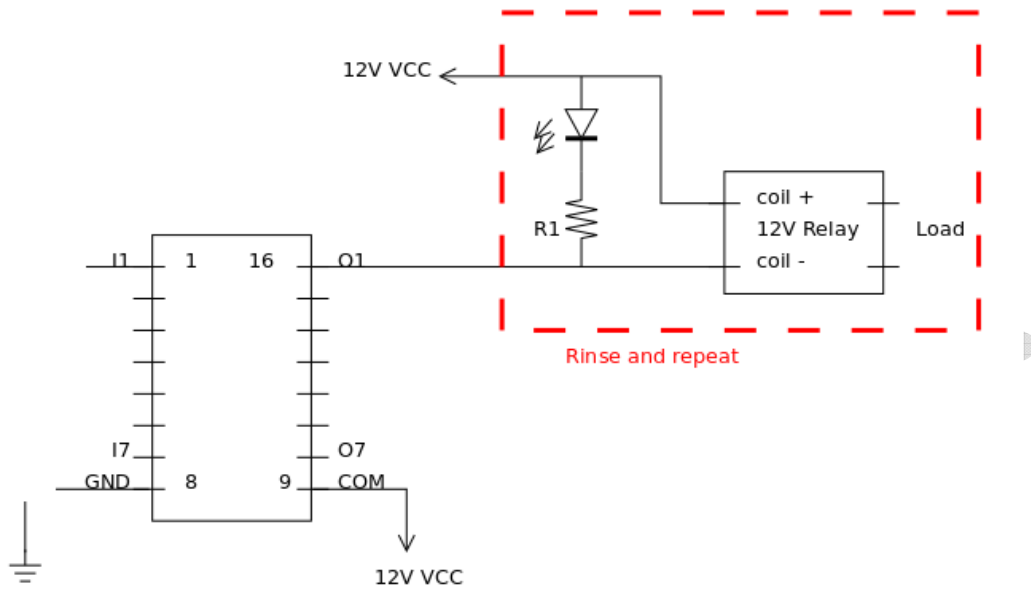 12V VCC
R1
coil +
12V Relay
coil -
Load
I1
1
16
O1
Rinse and repeat
I7
O7
GND
8
9
COM
12V VCC